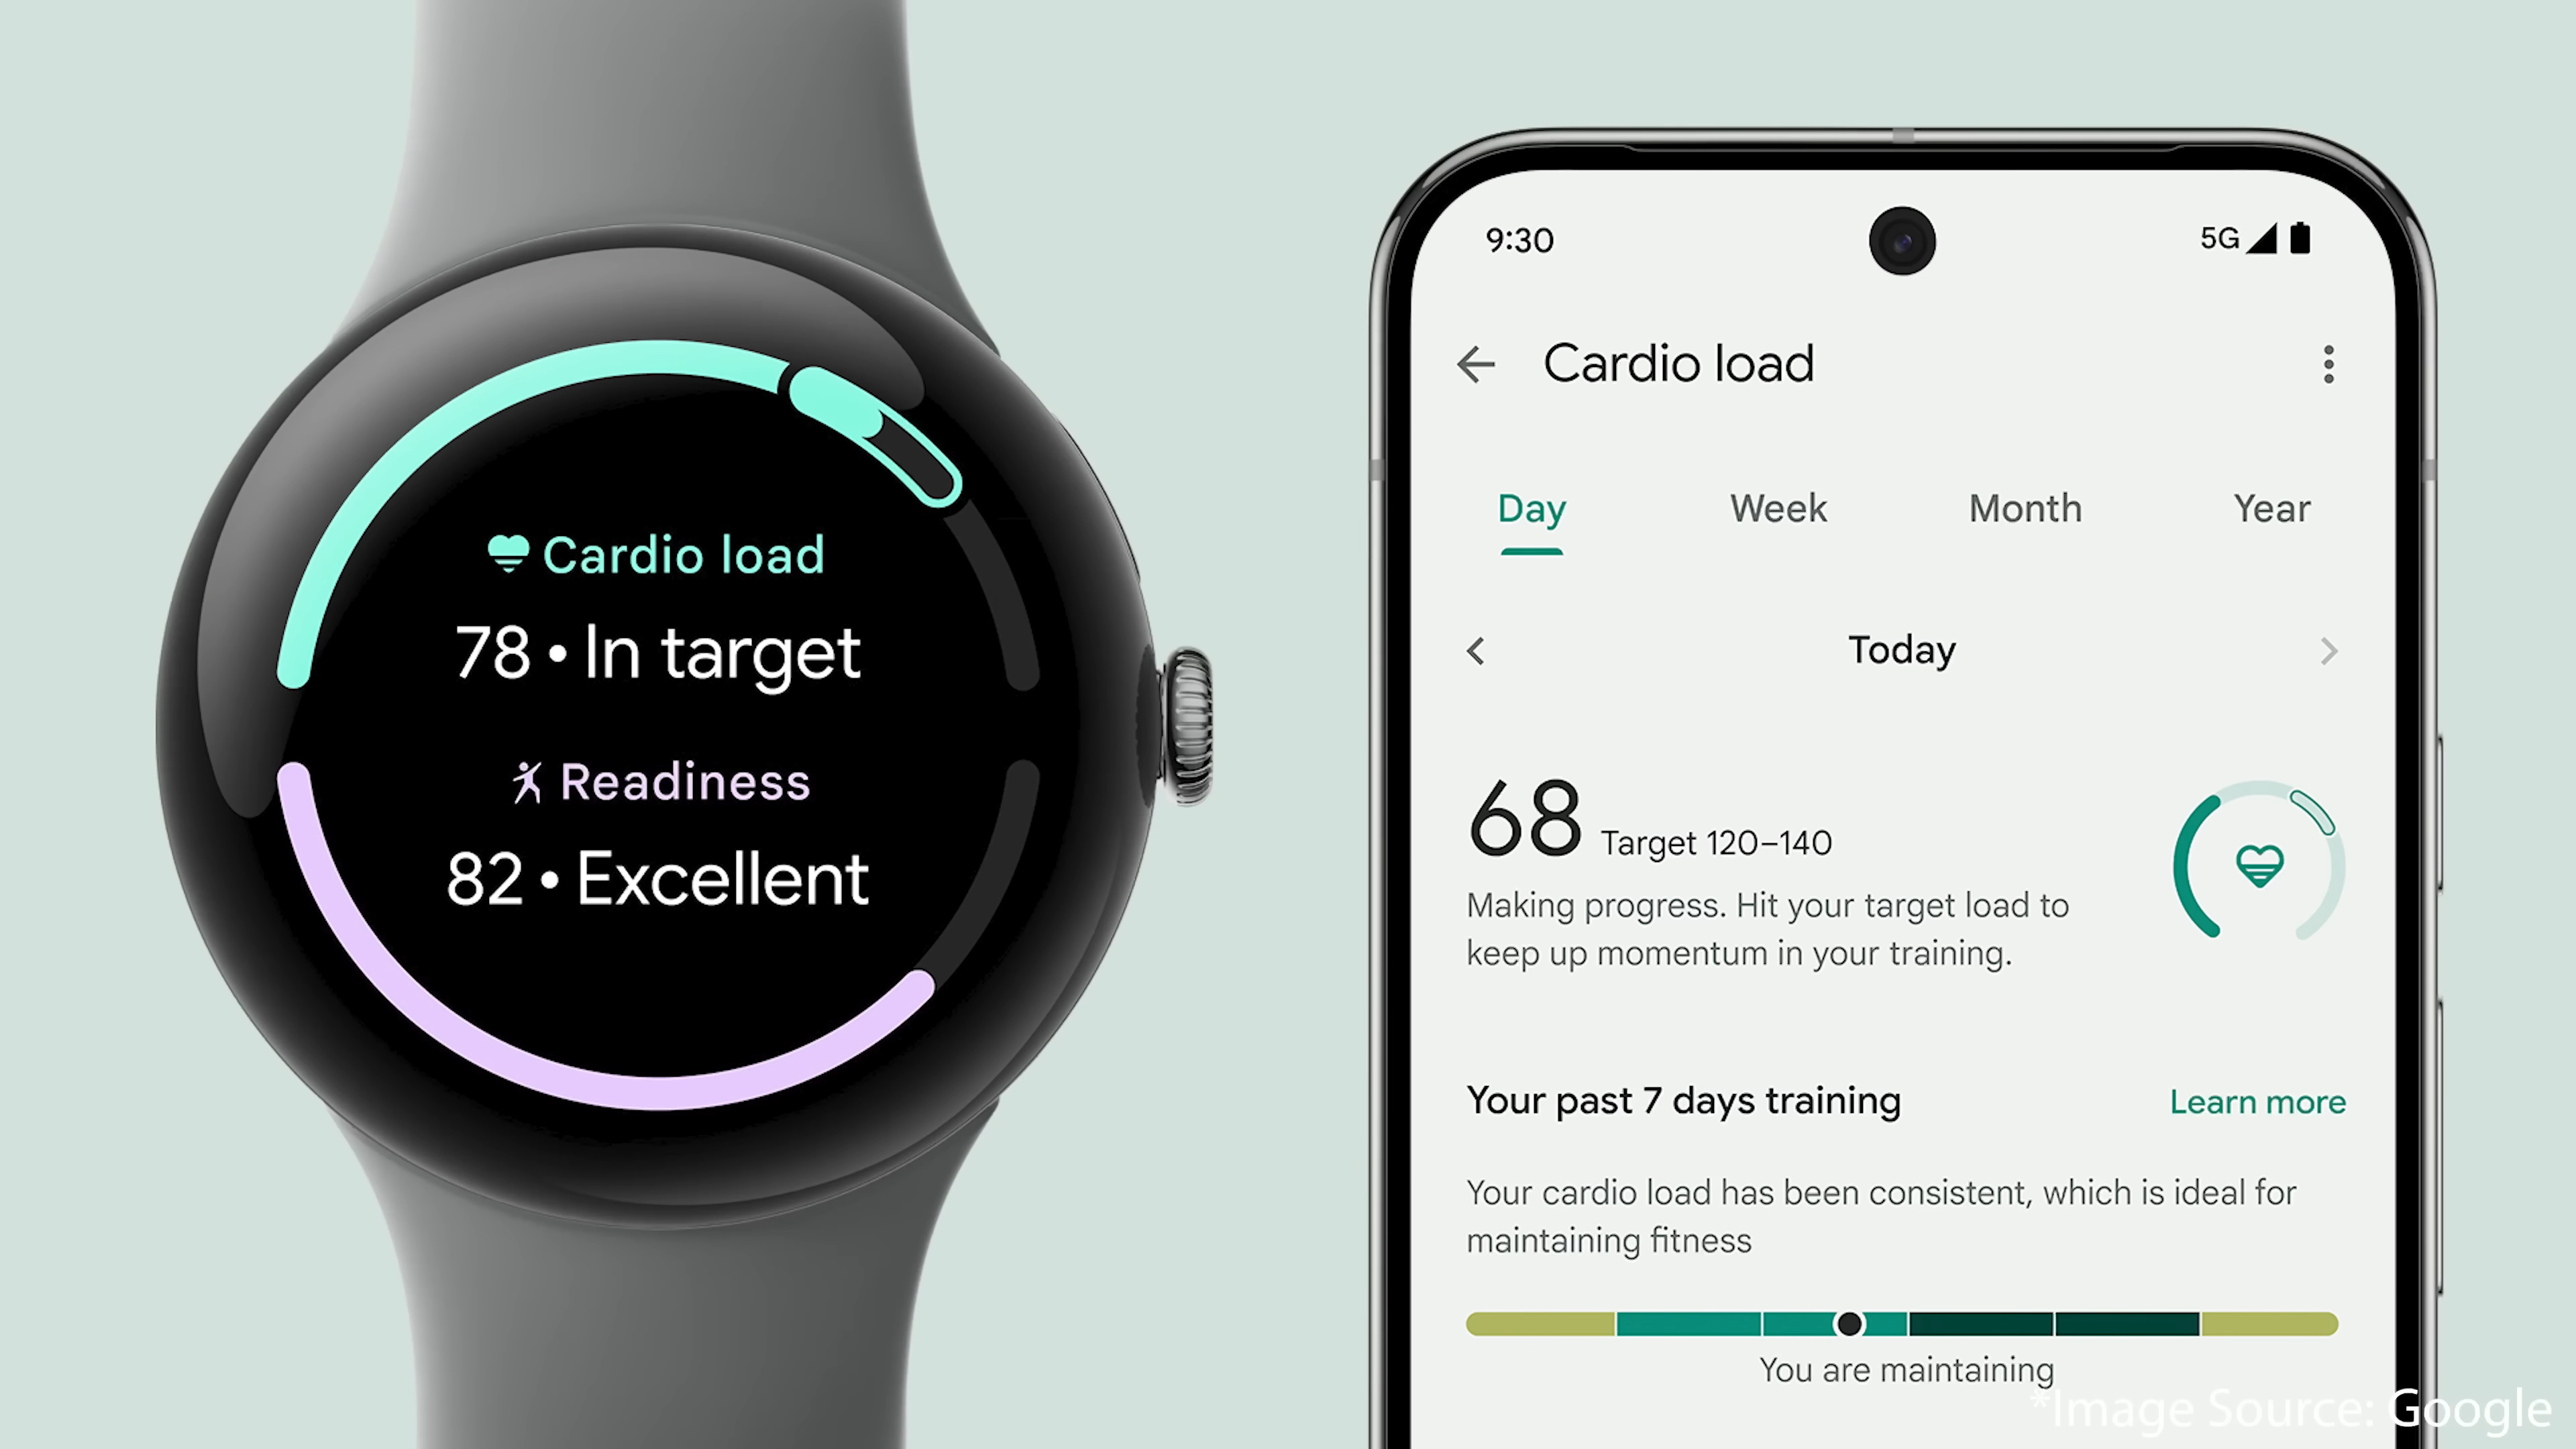 Cardio load
78 • In target
Readiness
82 • Excellent
9:30
5G
Cardio load
Day Week Month Year
Today
68 Target 120–140
Making progress. Hit your target load to
keep up momentum in your training.
Your past 7 days training Learn more
Your cardio load has been consistent, which is ideal for
maintaining fitness
You are maintaining
*Image Source: Google